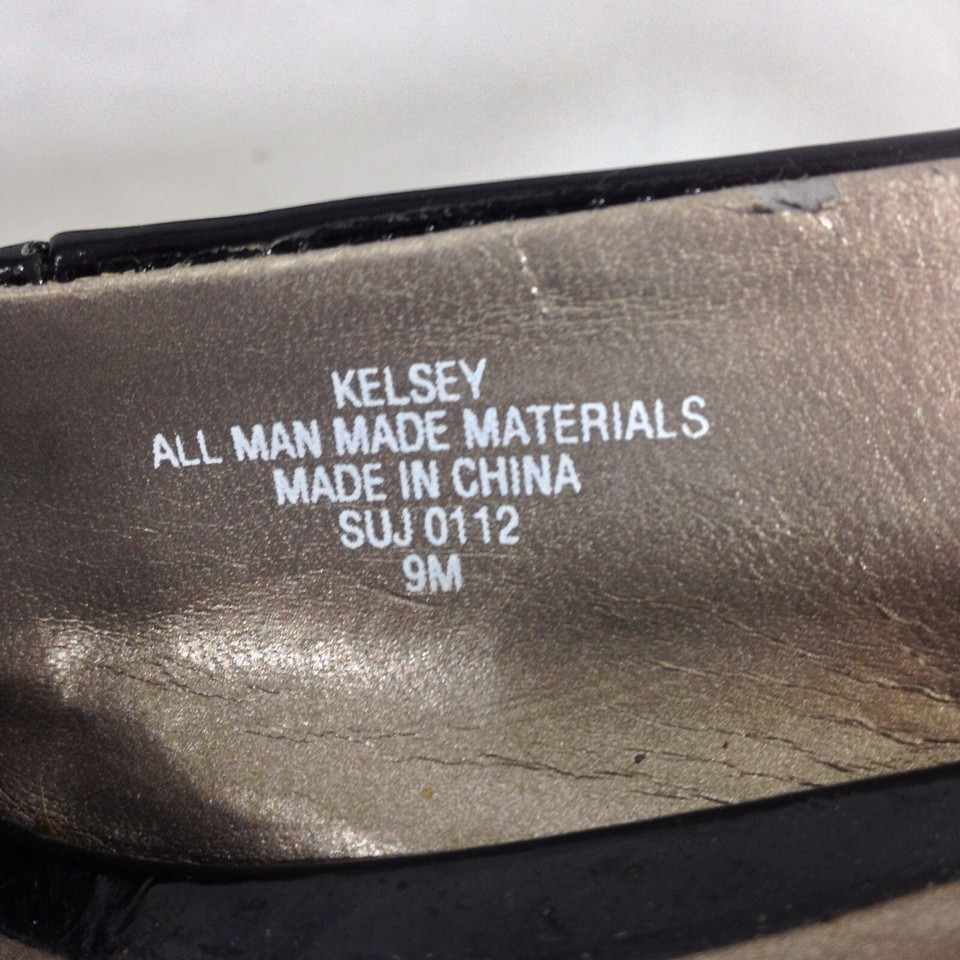 KELSEY
ALL MAN MADE MATERIALS
MADE IN CHINA
SUJ 0112
9M